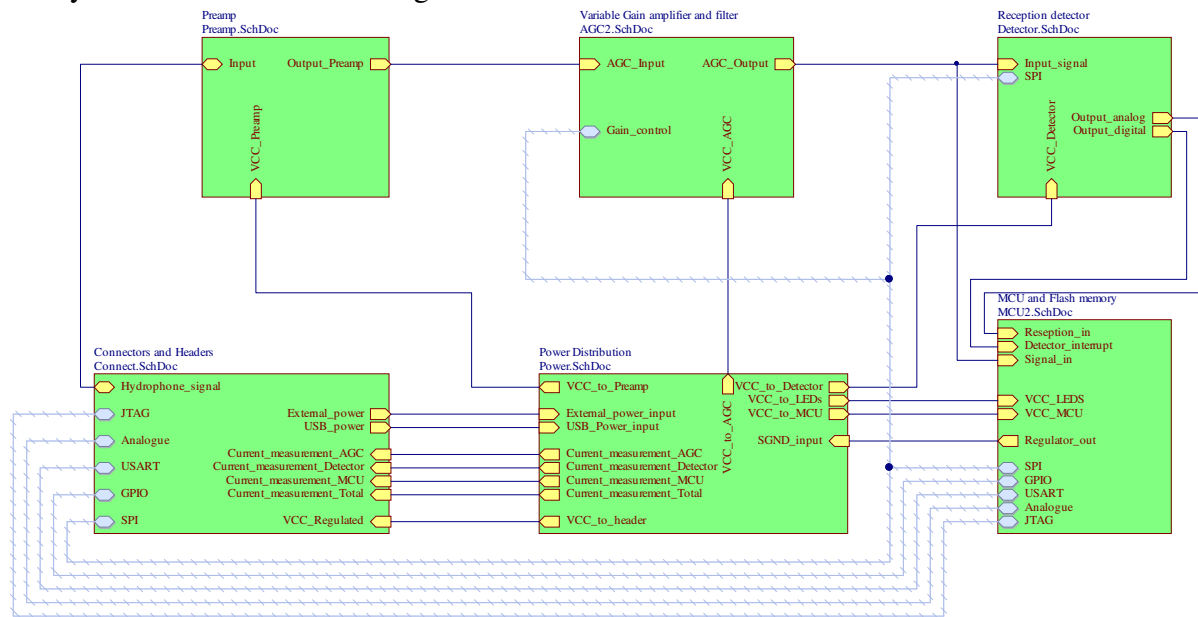 Preamp
Preamp.SchDoc
Input
Output_Preamp
VCC_Preamp
Variable Gain amplifier and filter
AGC2.SchDoc
AGC_Input
AGC_Output
Gain_control
VCC_AGC
Reception detector
Detector.SchDoc
Input_signal
SPI
Output_analog
Output_digital
VCC_Detector
Connectors and Headers
Connect.SchDoc
Hydrophone_signal
JTAG
External_power
USB_power
Analogue
Current_measurement_AGC
USART
Current_measurement_Detector
Current_measurement_MCU
GPIO
Current_measurement_Total
SPI
VCC_Regulated
Power Distribution
Power.SchDoc
VCC_to_Preamp
VCC_to_Detector
VCC_to_LEDs
External_power_input
VCC_to_MCU
USB_Power_input
SGND_input
Current_measurement_AGC
Current_measurement_Detector
Current_measurement_MCU
Current_measurement_Total
VCC_to_header
VCC_to_AGC
MCU and Flash memory
MCU2.SchDoc
Reseption_in
Detector_interrupt
Signal_in
VCC_LEDS
VCC_MCU
Regulator_out
SPI
GPIO
USART
Analogue
JTAG